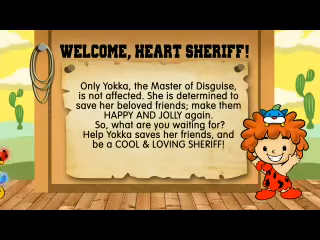 WELCOME, HEART SHERIFF!
Only Yokka, the Master of Disguise,
is not affected. She is determined to
save her beloved friends; make them
HAPPY AND JOLLY again.
So, what are you waiting for?
Help Yokka saves her friends, and
be a COOL & LOVING SHERIFF!